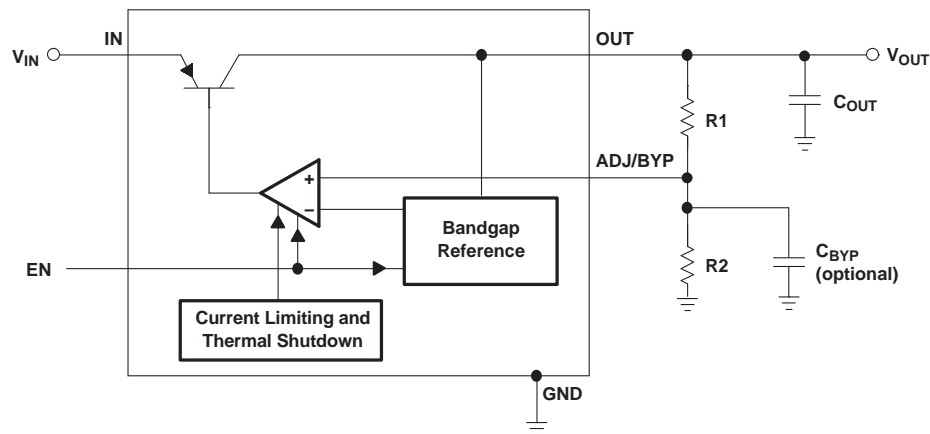 IN
OUT
VIN
VOUT
R1
COUT
ADJ/BYP
+
−
Bandgap
Reference
EN
R2
CBYP
(optional)
Current Limiting and
Thermal Shutdown
GND